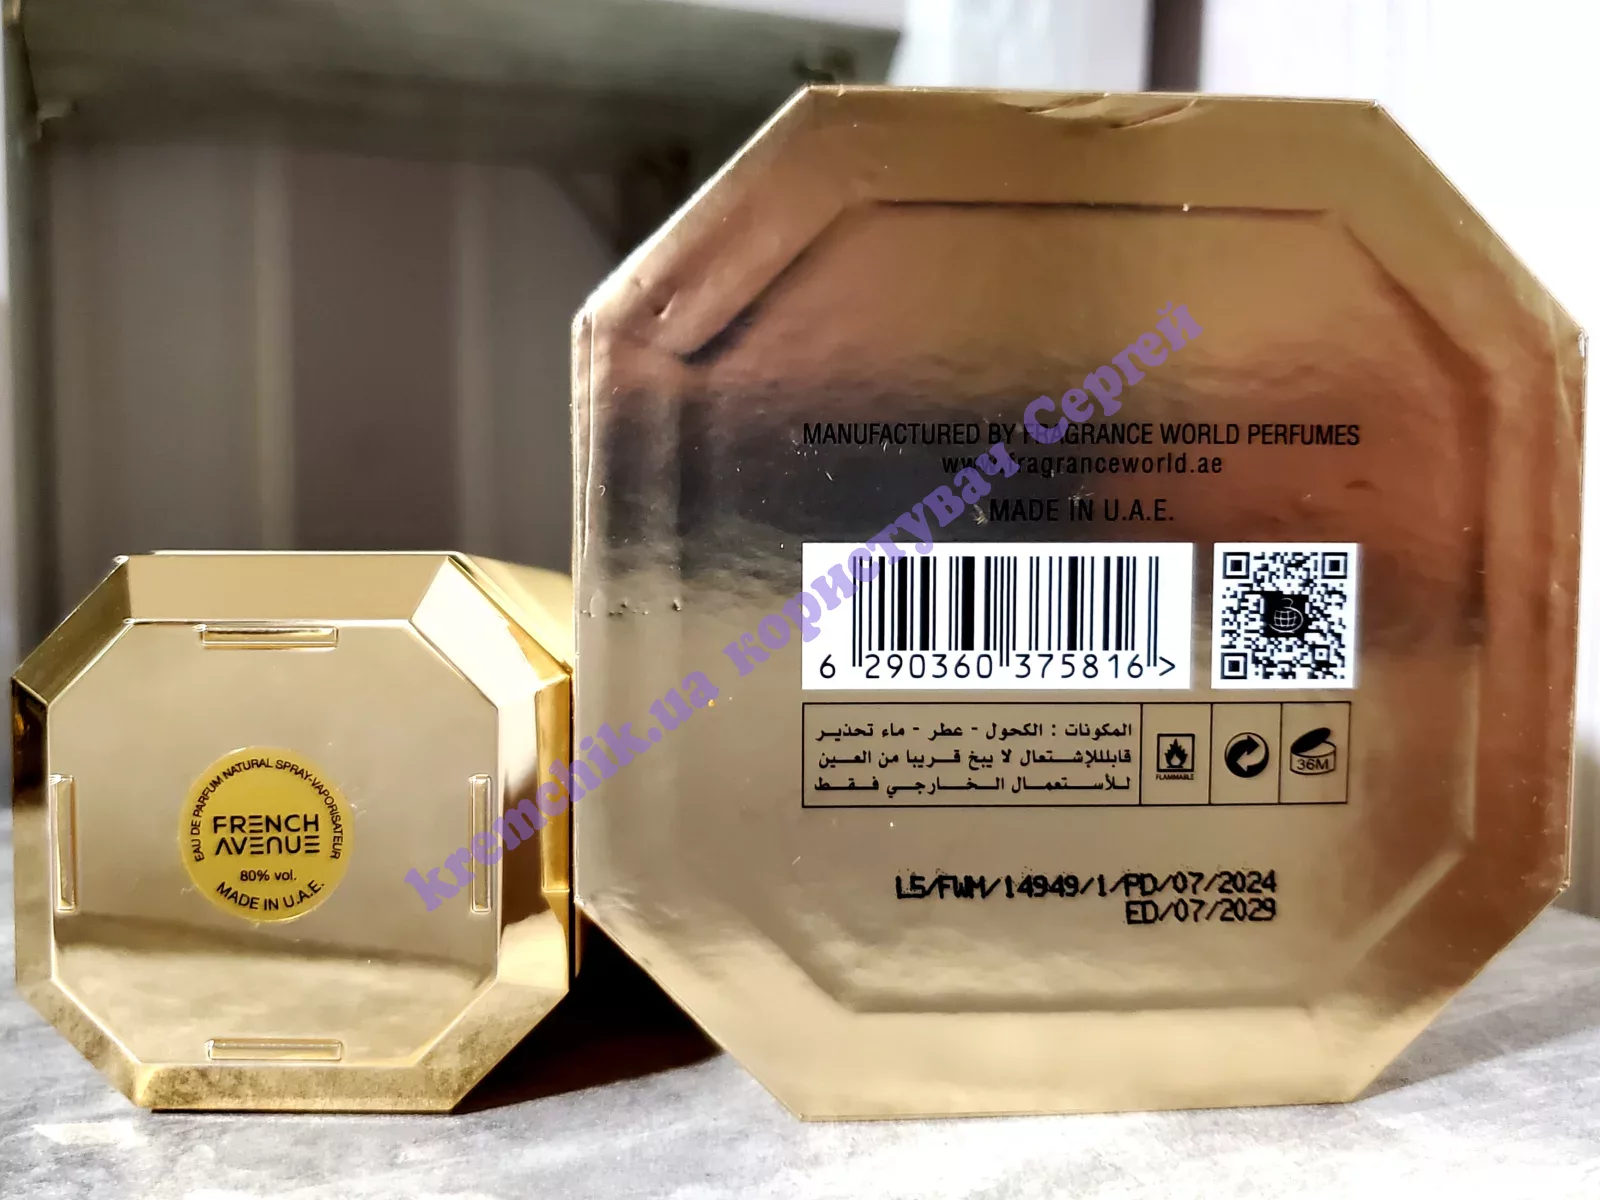 EAU DE PARFUM NATURAL SPRAY-VAPORISATEUR
FRENCH
AVENUE
80% vol.
MADE IN U.A.E.
MANUFACTURED BY FRAGRANCE WORLD PERFUMES
www.fragranceworld.ae
MADE IN U.A.E.
6 290360 375816 >
المكونات : الكحول - عطر - ماء تحذير
قابلللإشتعال لا يبخ قريبا من العين
للأستعمال الخارجي فقط
FLAMMABLE
36M
L5/FWM/14949/1/PD/07/2024
ED/07/2029
kremchik.ua користувач Сергей